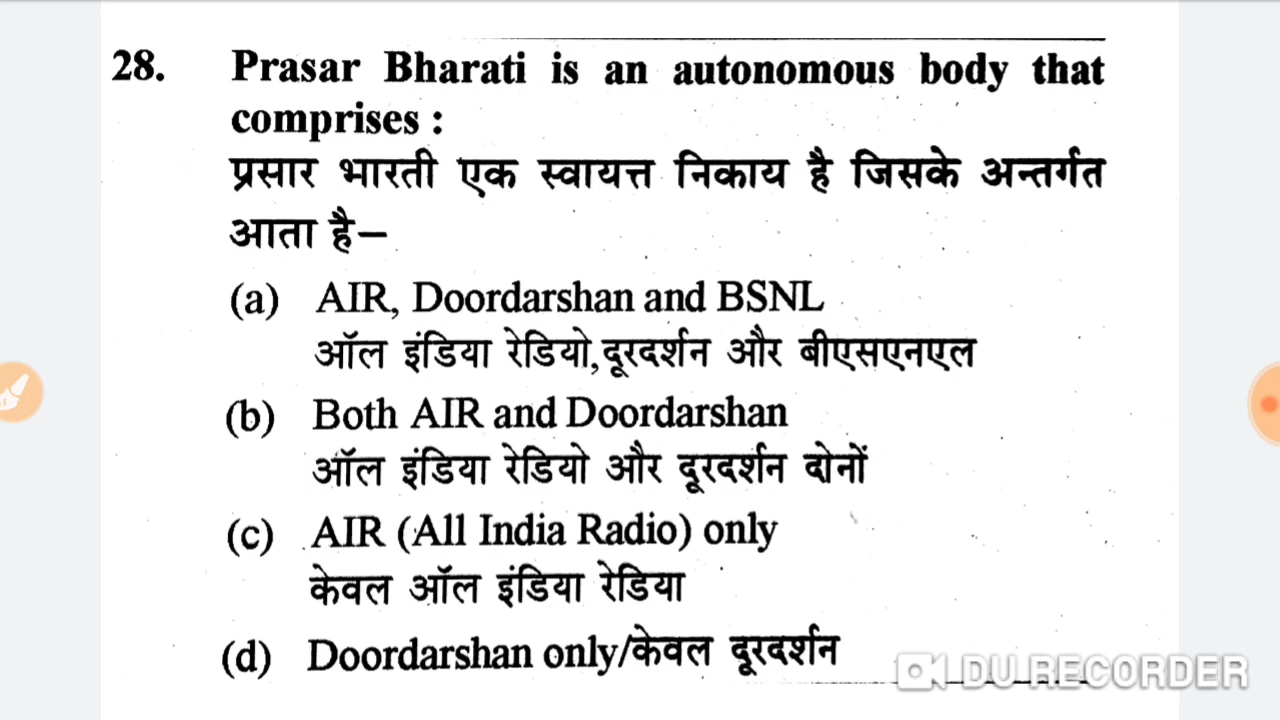 28. Prasar Bharati is an autonomous body that
comprises :
प्रसार भारती एक स्वायत्त निकाय है जिसके अन्तर्गत
आता है–
(a) AIR, Doordarshan and BSNL
ऑल इंडिया रेडियो, दूरदर्शन और बीएसएनएल
(b) Both AIR and Doordarshan
ऑल इंडिया रेडियो और दूरदर्शन दोनों
(c) AIR (All India Radio) only
केवल ऑल इंडिया रेडिया
(d) Doordarshan only/केवल दूरदर्शन
DU RECORDER